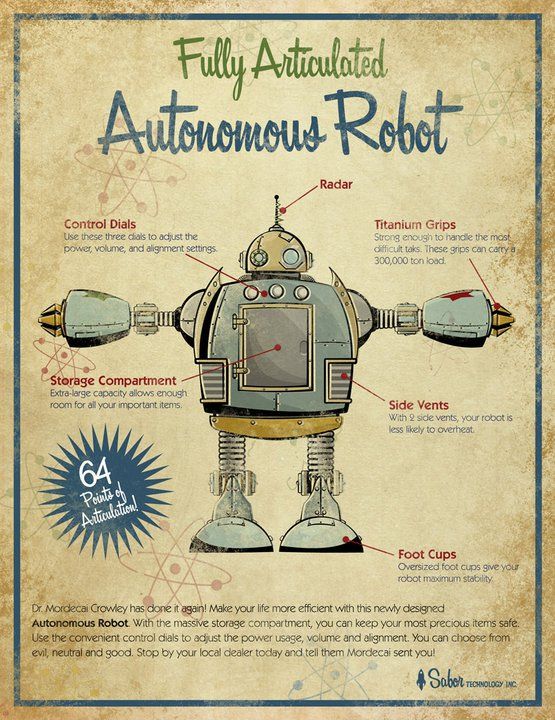 Fully Articulated
Autonomous Robot
Radar
Control Dials
Use these three dials to adjust the
power, volume, and alignment settings.
Titanium Grips
Strong enough to handle the most
difficult taks. These grips can carry a
300,000 ton load.
Storage Compartment
Extra-large capacity allows enough
room for all your important items.
Side Vents
With 2 side vents, your robot is
less likely to overheat.
64
Points of
Articulation!
Foot Cups
Oversized foot cups give your
robot maximum stability.
Dr. Mordecai Crowley has done it again! Make your life more efficient with this newly designed
Autonomous Robot. With the massive storage compartment, you can keep your most precious items safe.
Use the convenient control dials to adjust the power usage, volume and alignment. You can choose from
evil, neutral and good. Stop by your local dealer today and tell them Mordecai sent you!
Sabor TECHNOLOGY INC.